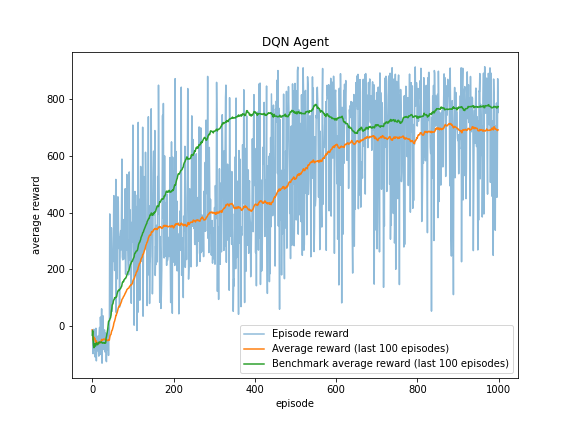 DQN Agent
average reward
800
600
400
200
0
0 200 400 600 800 1000
episode
Episode reward
Average reward (last 100 episodes)
Benchmark average reward (last 100 episodes)